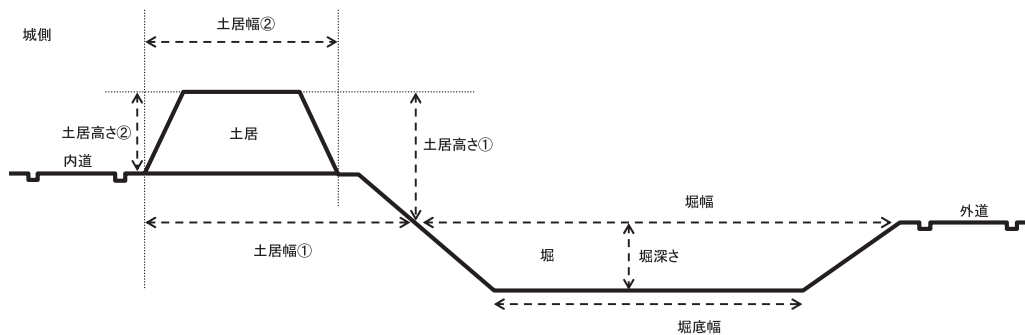 土居幅②
城側
土居高さ②
土居
土居高さ①
内道
堀幅
外道
土居幅①
堀
堀深さ
堀底幅